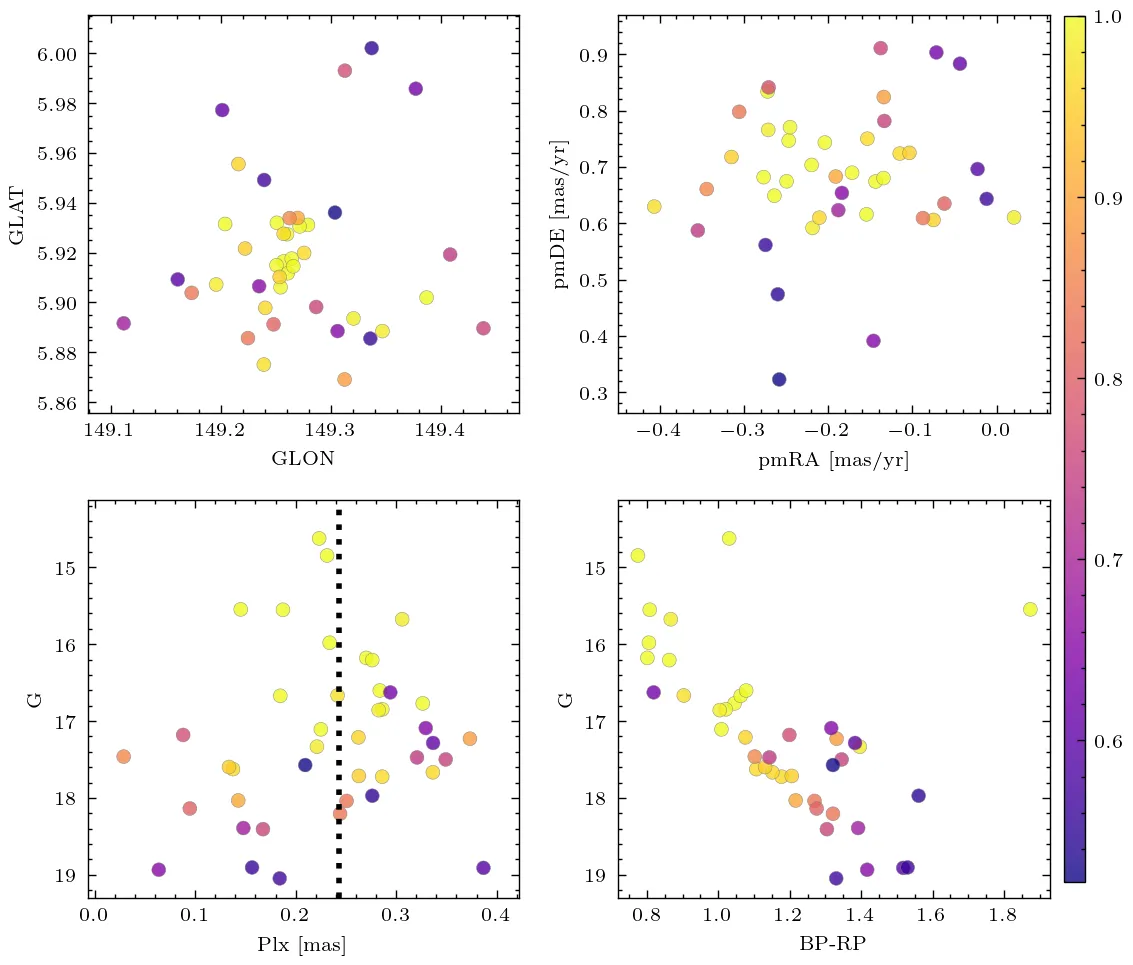 6.00
5.98
5.96
5.94
5.92
5.90
5.88
5.86
GLAT
149.1 149.2 149.3 149.4
GLON
0.9
0.8
0.7
0.6
0.5
0.4
0.3
pmDE [mas/yr]
−0.4 −0.3 −0.2 −0.1 0.0
pmRA [mas/yr]
15
16
17
18
19
G
0.0 0.1 0.2 0.3 0.4
Plx [mas]
15
16
17
18
19
G
0.8 1.0 1.2 1.4 1.6 1.8
BP-RP
1.0
0.9
0.8
0.7
0.6